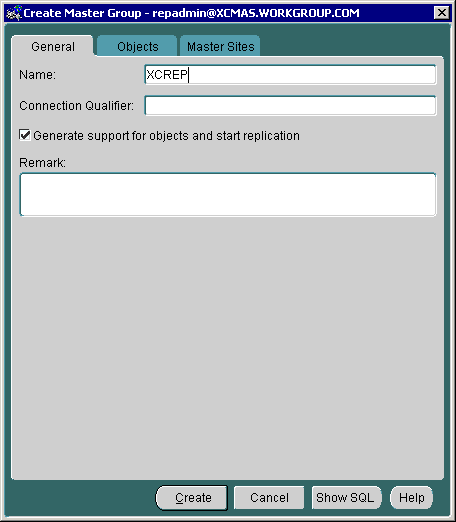 Create Master Group - repadmin@XCMAS.WORKGROUP.COM
General Objects Master Sites
Name: XCREP
Connection Qualifier:
Generate support for objects and start replication
Remark:
Create Cancel Show SQL Help